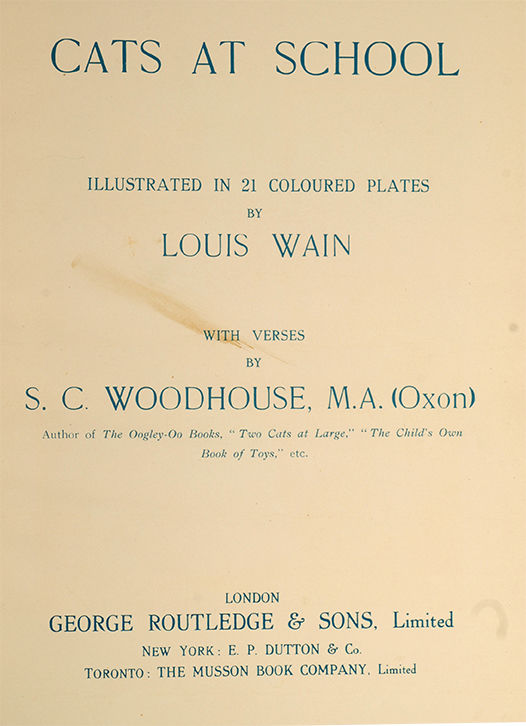 CATS AT SCHOOL
ILLUSTRATED IN 21 COLOURED PLATES
BY
LOUIS WAIN
WITH VERSES
BY
S. C. WOODHOUSE, M.A. (Oxon)
Author of The Oogley-Oo Books, "Two Cats at Large," "The Child's Own
Book of Toys," etc.
LONDON
GEORGE ROUTLEDGE & SONS, Limited
NEW YORK: E. P. DUTTON & Co.
TORONTO: THE MUSSON BOOK COMPANY, Limited